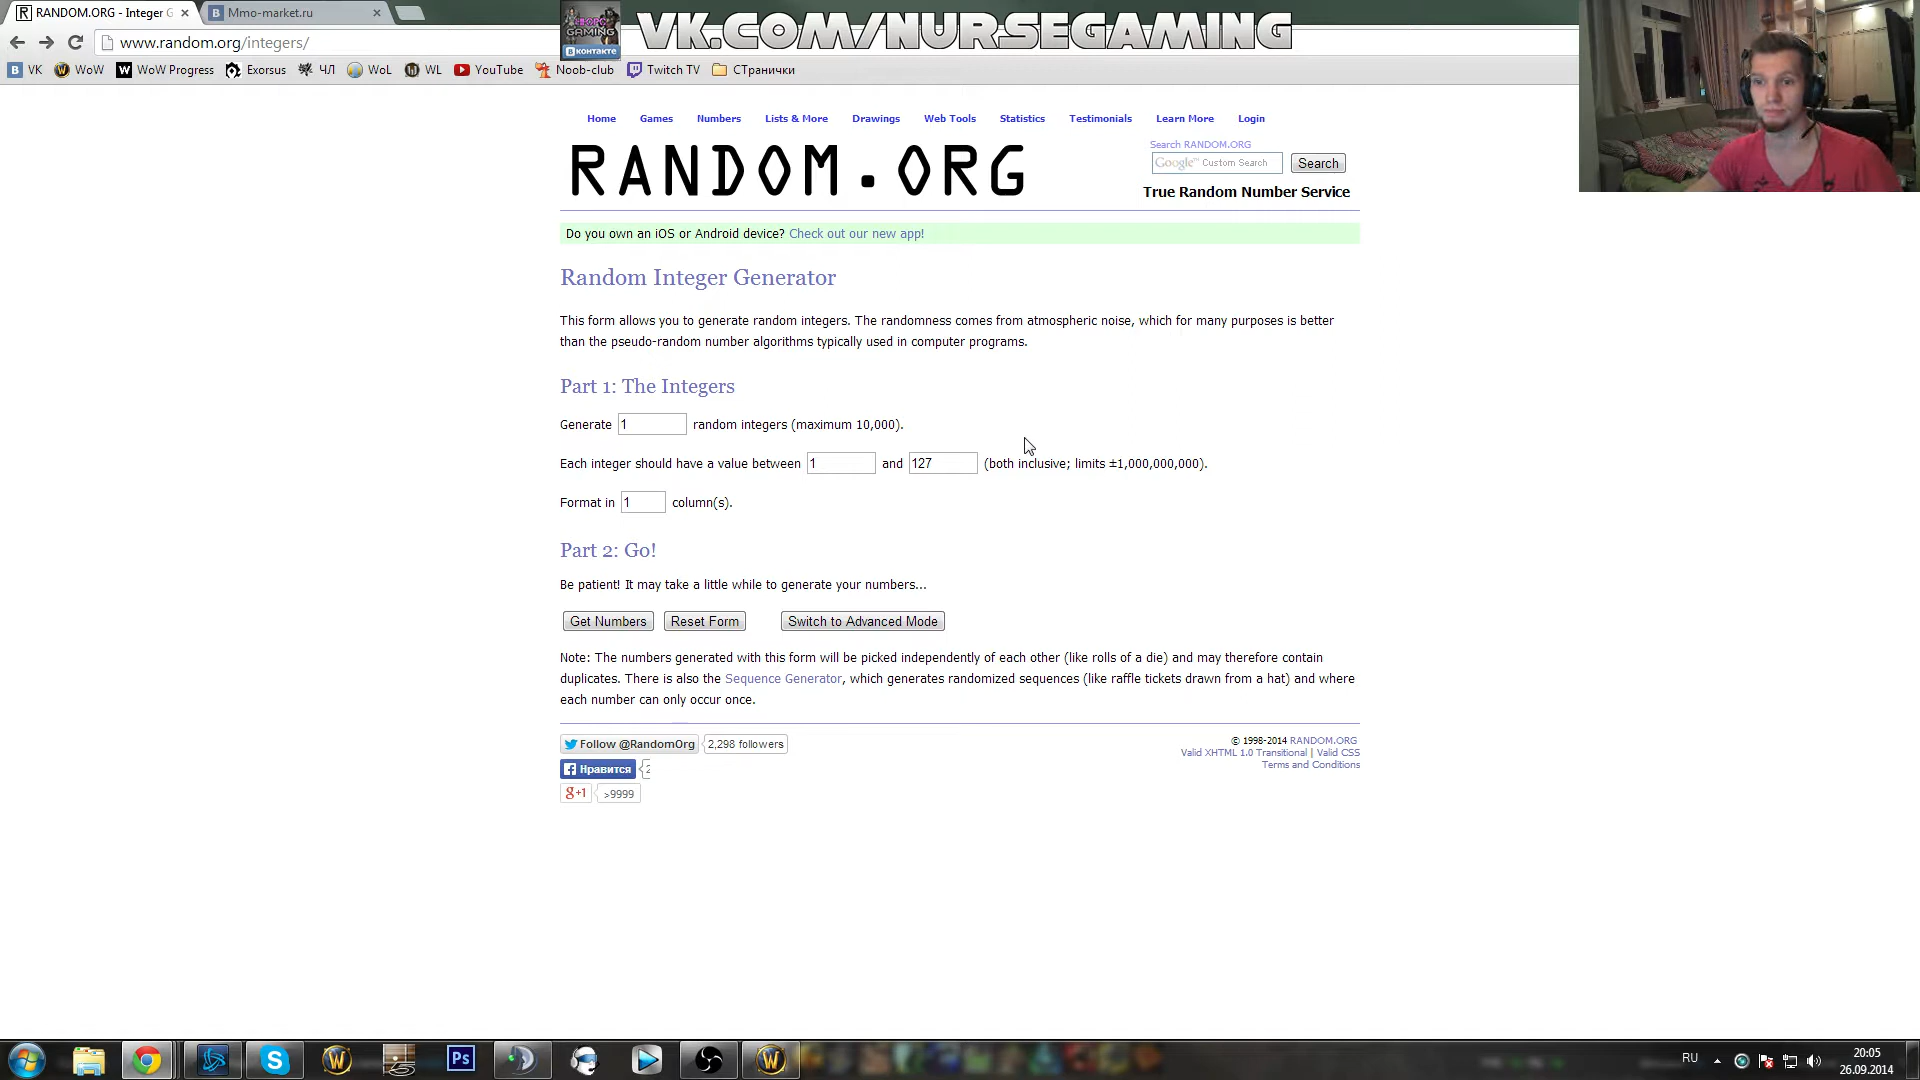 RANDOM.ORG - Integer G
Mmo-market.ru
VK.COM/NURSEGAMING
GAMING
вконтакте
www.random.org/integers/
VK WoW WoW Progress Exorsus ЧЛ WoL WL YouTube Noob-club Twitch TV СТранички
Home Games Numbers Lists & More Drawings Web Tools Statistics Testimonials Learn More Login
RANDOM.ORG
Search RANDOM.ORG
Google™ Custom Search Search
True Random Number Service
Do you own an iOS or Android device? Check out our new app!
Random Integer Generator
This form allows you to generate random integers. The randomness comes from atmospheric noise, which for many purposes is better
than the pseudo-random number algorithms typically used in computer programs.
Part 1: The Integers
Generate 1 random integers (maximum 10,000).
Each integer should have a value between 1 and 127 (both inclusive; limits ±1,000,000,000).
Format in 1 column(s).
Part 2: Go!
Be patient! It may take a little while to generate your numbers...
Get Numbers Reset Form Switch to Advanced Mode
Note: The numbers generated with this form will be picked independently of each other (like rolls of a die) and may therefore contain
duplicates. There is also the Sequence Generator, which generates randomized sequences (like raffle tickets drawn from a hat) and where
each number can only occur once.
Follow @RandomOrg 2,298 followers
Нравится 2
g+1 >9999
© 1998-2014 RANDOM.ORG
Valid XHTML 1.0 Transitional | Valid CSS
Terms and Conditions
RU
20:05
26.09.2014